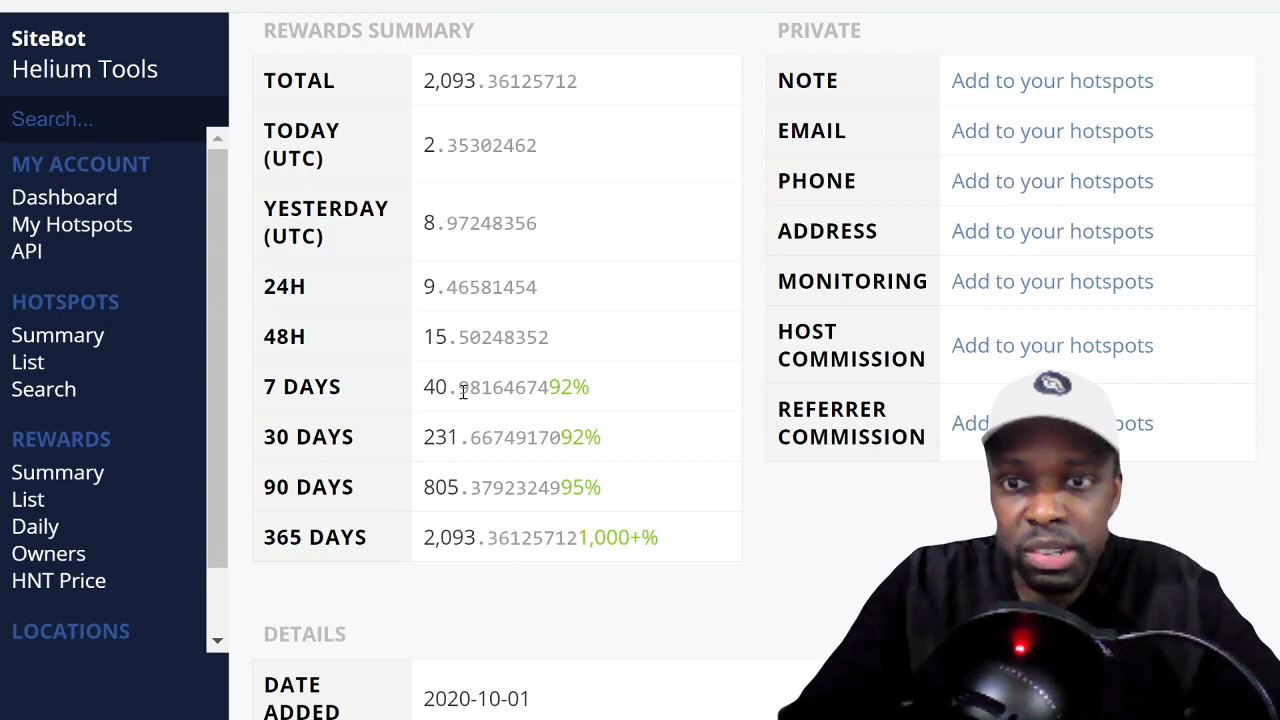 SiteBot
Helium Tools
Search...
MY ACCOUNT
Dashboard
My Hotspots
API
HOTSPOTS
Summary
List
Search
REWARDS
Summary
List
Daily
Owners
HNT Price
LOCATIONS
REWARDS SUMMARY
TOTAL 2,093.36125712
TODAY (UTC) 2.35302462
YESTERDAY (UTC) 8.97248356
24H 9.46581454
48H 15.50248352
7 DAYS 40.98164674 92%
30 DAYS 231.66749170 92%
90 DAYS 805.37923249 95%
365 DAYS 2,093.36125712 1,000+%
DETAILS
DATE ADDED 2020-10-01
PRIVATE
NOTE Add to your hotspots
EMAIL Add to your hotspots
PHONE Add to your hotspots
ADDRESS Add to your hotspots
MONITORING Add to your hotspots
HOST COMMISSION Add to your hotspots
REFERRER COMMISSION Add